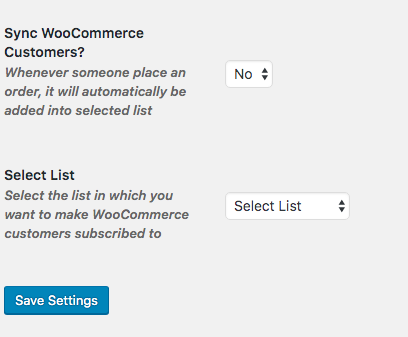 Sync WooCommerce
Customers?
Whenever someone place an
order, it will automatically be
added into selected list
No
Select List
Select the list in which you
want to make WooCommerce
customers subscribed to
Select List
Save Settings